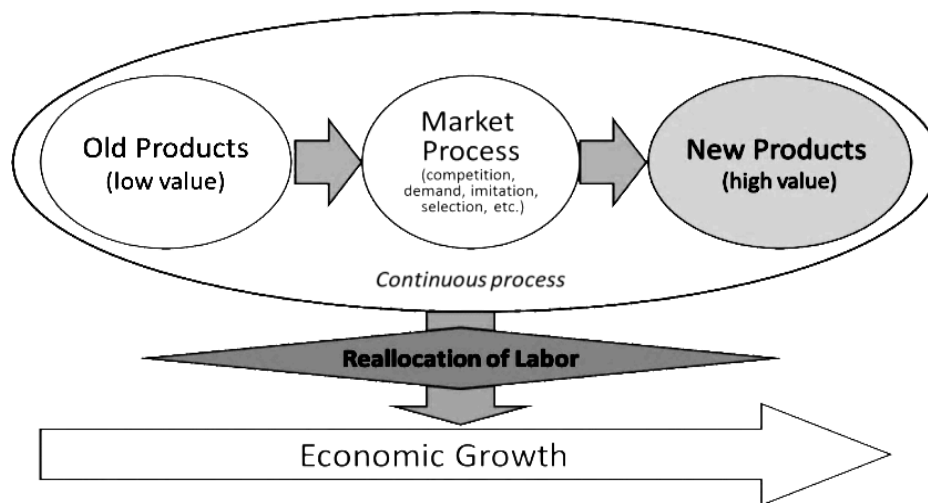 Old Products
(low value)
Market
Process
(competition,
demand, imitation,
selection, etc.)
New Products
(high value)
Continuous process
Reallocation of Labor
Economic Growth